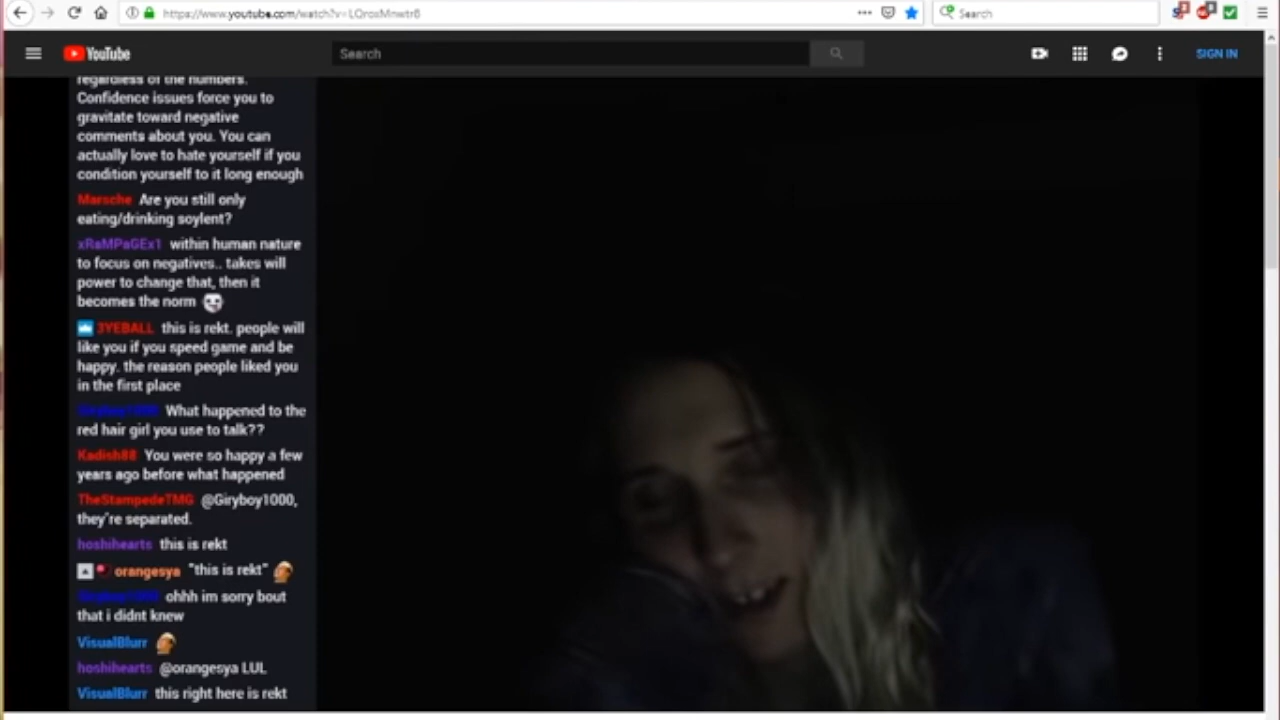 https://www.youtube.com/watch?v=LQroxMnwtr8
Search
YouTube
Search
SIGN IN
regardless of the numbers.
Confidence issues force you to
gravitate toward negative
comments about you. You can
actually love to hate yourself if you
condition yourself to it long enough
Marsche Are you still only
eating/drinking soylent?
xRaMPaGEx1 within human nature
to focus on negatives.. takes will
power to change that, then it
becomes the norm
3YEBALL this is rekt. people will
like you if you speed game and be
happy. the reason people liked you
in the first place
What happened to the
red hair girl you use to talk??
Kadish88 You were so happy a few
years ago before what happened
TheStampedeTMG @Giryboy1000,
they're separated.
hoshihearts this is rekt
orangesya "this is rekt"
ohhh im sorry bout
that i didnt knew
VisualBlurr
hoshihearts @orangesya LUL
VisualBlurr this right here is rekt